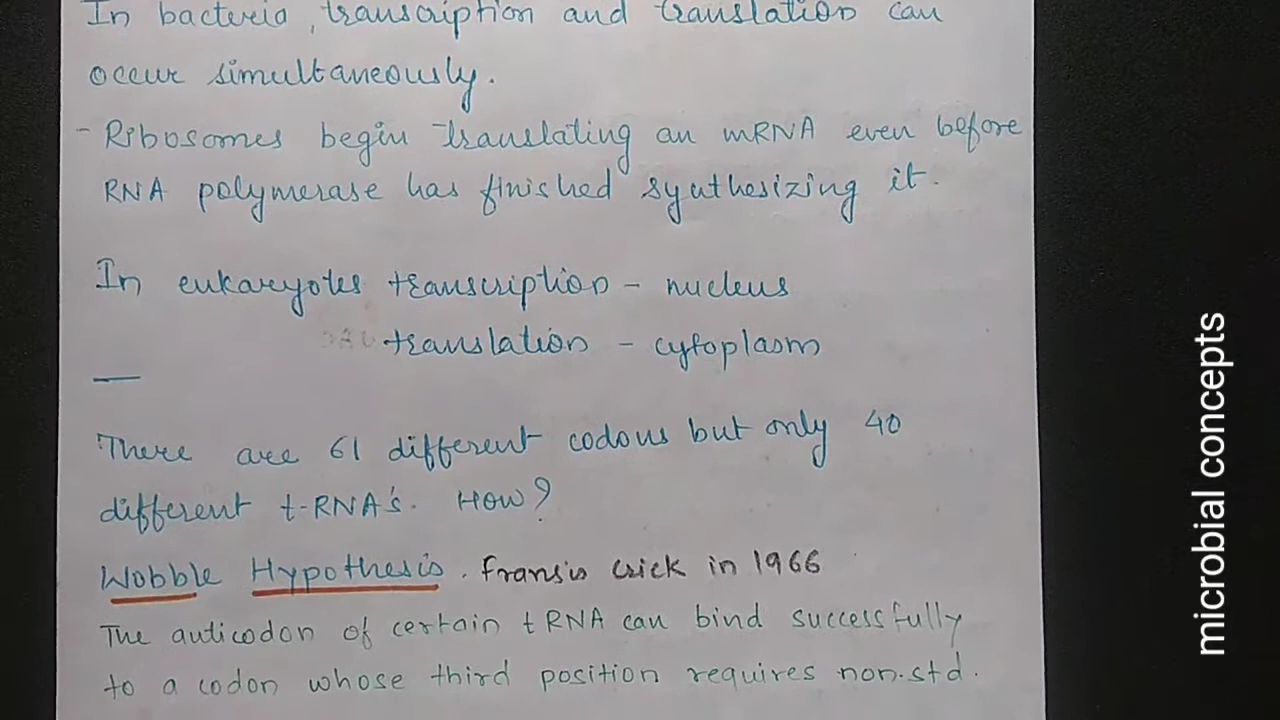 In bacteria, transcription and translation can
occur simultaneously.
- Ribosomes begin translating an mRNA even before
RNA polymerase has finished synthesizing it.
In eukaryotes transcription - nucleus
translation - cytoplasm
There are 61 different codons but only 40
different t-RNA's. How?
Wobble Hypothesis. Fransis Crick in 1966
The anticodon of certain tRNA can bind successfully
to a codon whose third position requires non.std.
microbial concepts